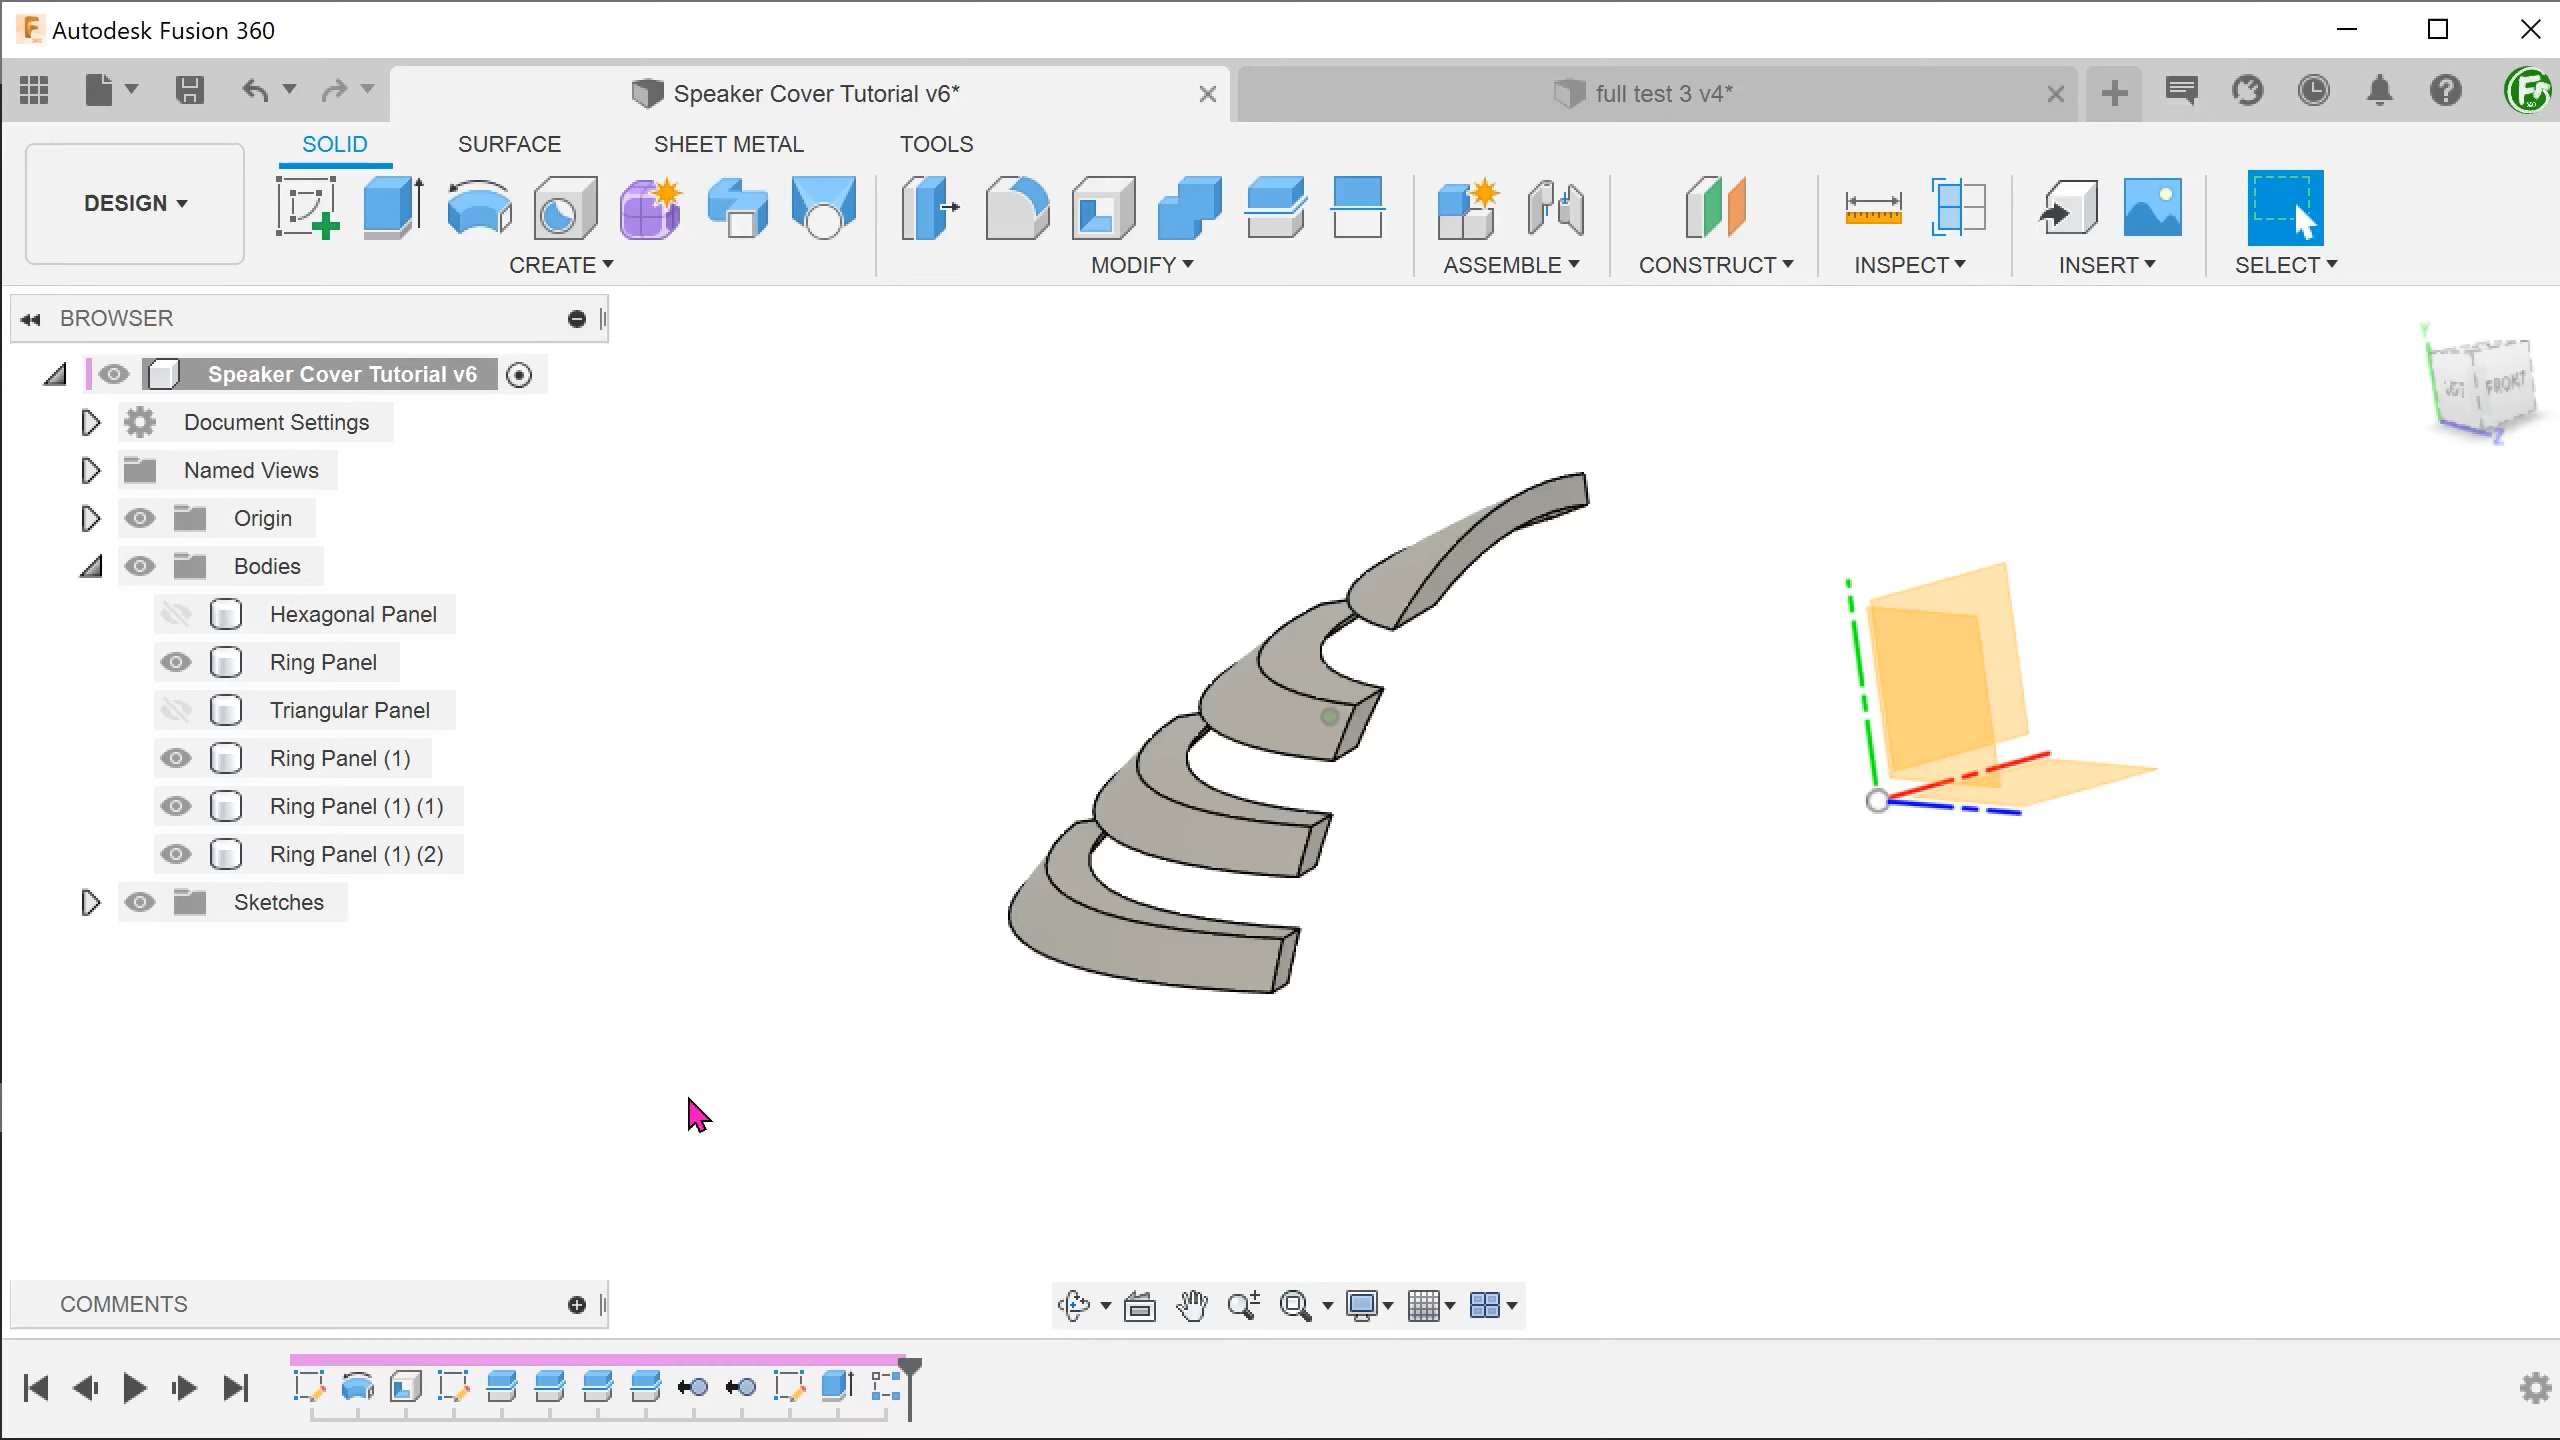 Autodesk Fusion 360
Speaker Cover Tutorial v6*
full test 3 v4*
SOLID
SURFACE
SHEET METAL
TOOLS
DESIGN
CREATE
MODIFY
ASSEMBLE
CONSTRUCT
INSPECT
INSERT
SELECT
BROWSER
Speaker Cover Tutorial v6
Document Settings
Named Views
Origin
Bodies
Hexagonal Panel
Ring Panel
Triangular Panel
Ring Panel (1)
Ring Panel (1) (1)
Ring Panel (1) (2)
Sketches
Y
FRONT
Z
COMMENTS